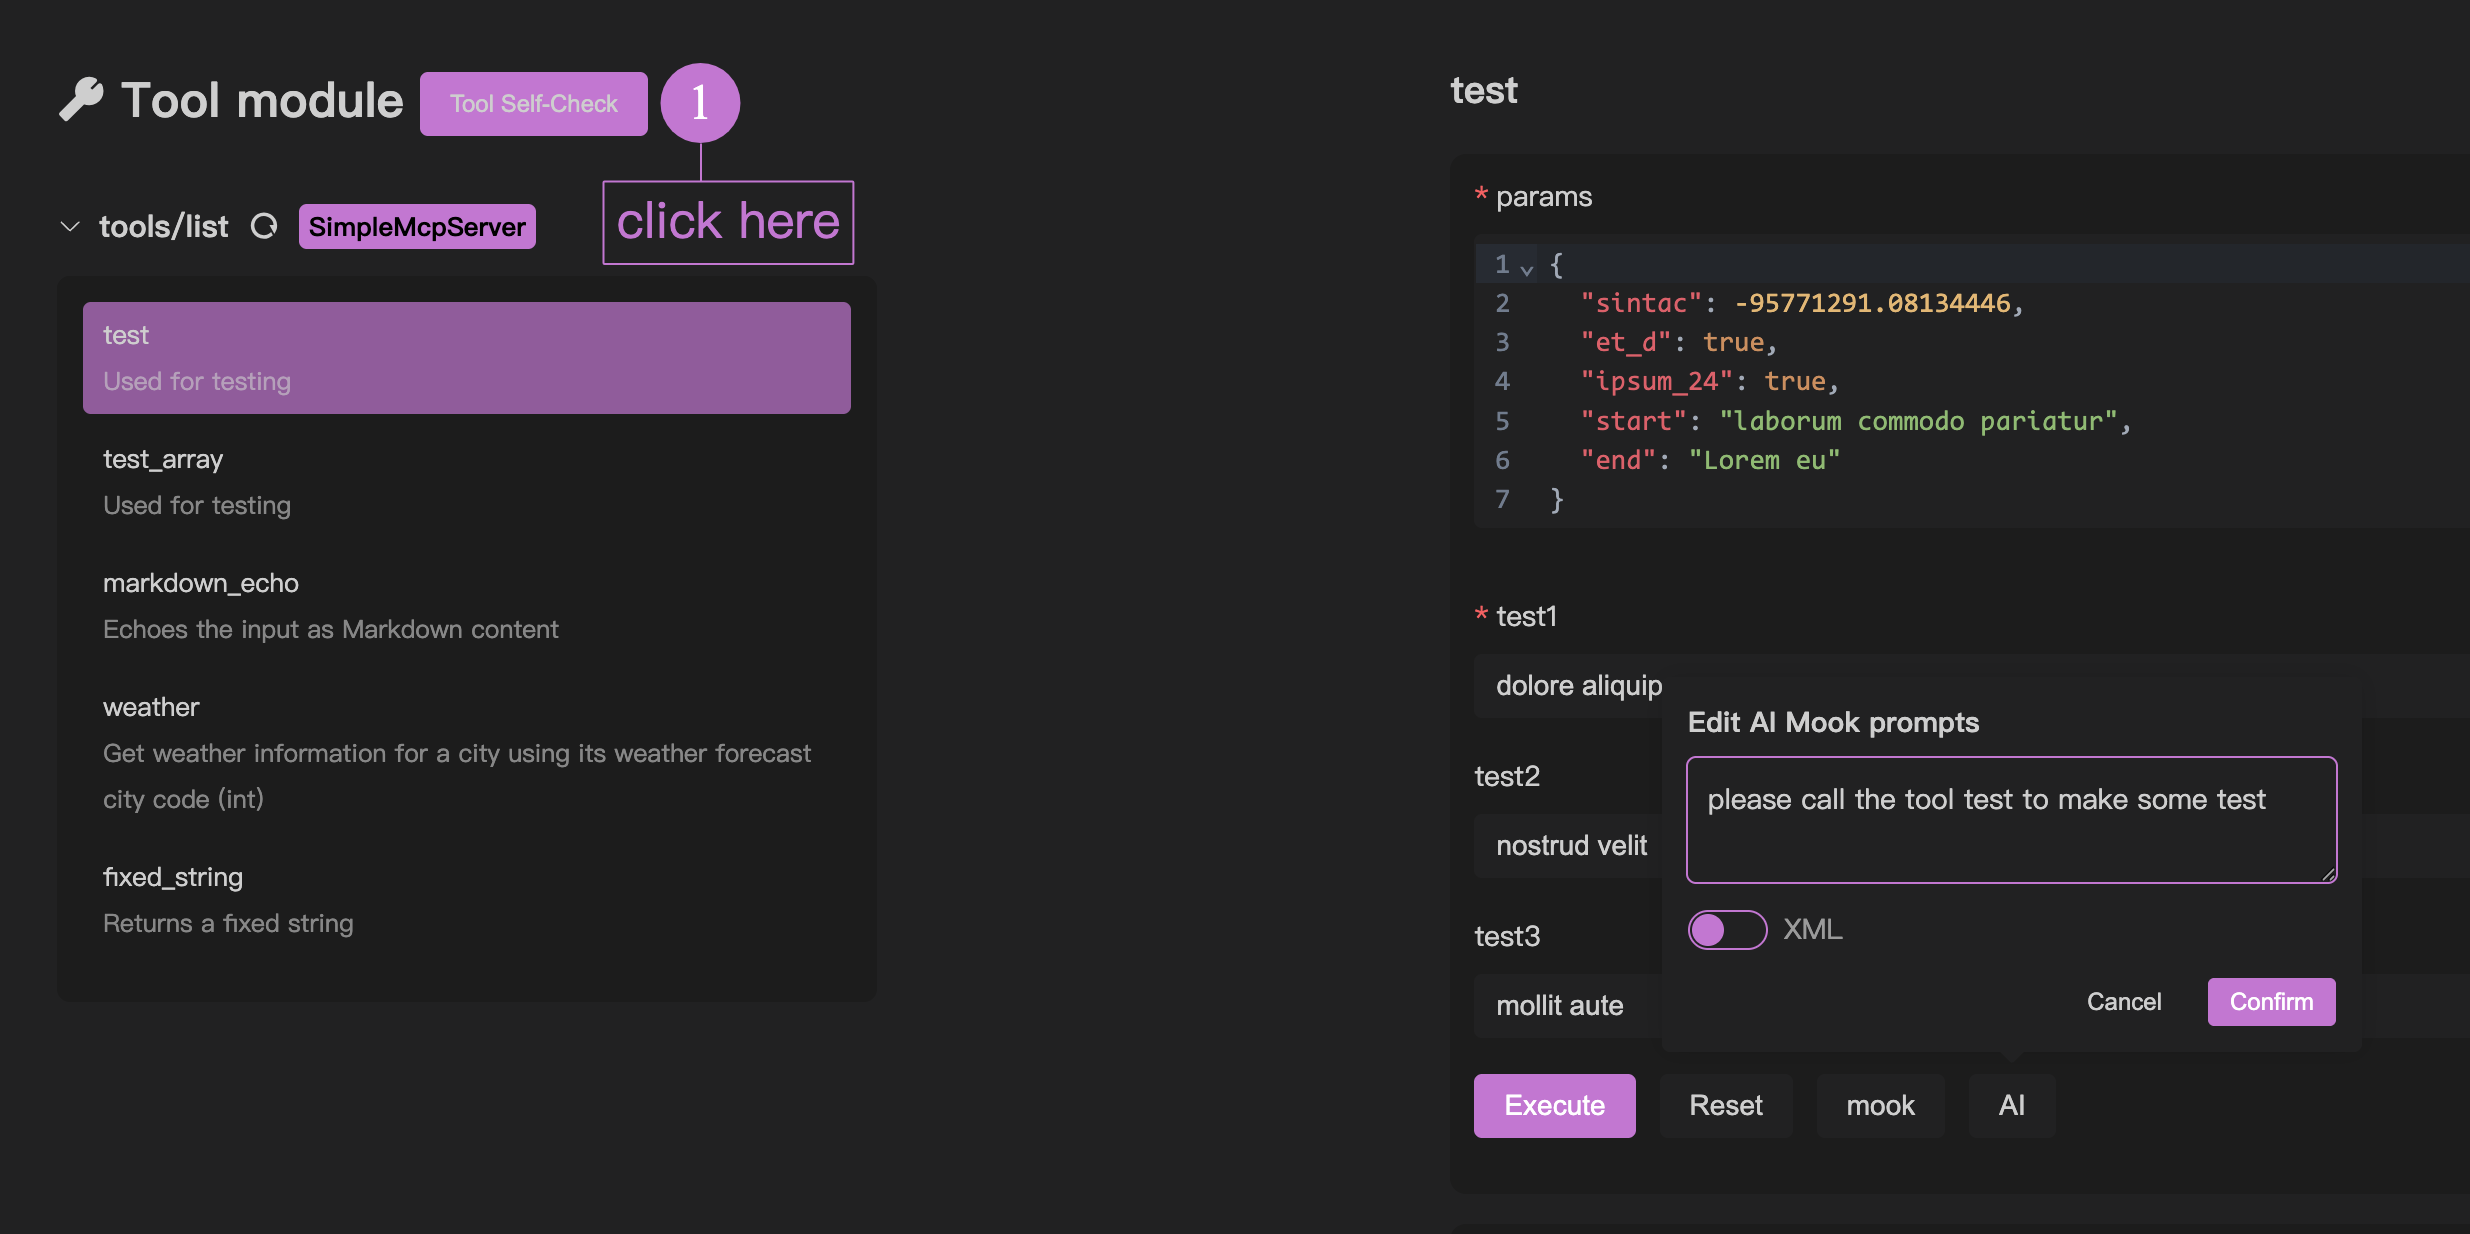 Tool module
Tool Self-Check
1
click here
tools/list
SimpleMcpServer
test
Used for testing
test_array
Used for testing
markdown_echo
Echoes the input as Markdown content
weather
Get weather information for a city using its weather forecast
city code (int)
fixed_string
Returns a fixed string
test
* params
1 {
2 "sintac": -95771291.08134446,
3 "et_d": true,
4 "ipsum_24": true,
5 "start": "laborum commodo pariatur",
6 "end": "Lorem eu"
7 }
* test1
dolore aliquip
test2
nostrud velit
test3
mollit aute
Edit AI Mook prompts
please call the tool test to make some test
XML
Cancel
Confirm
Execute
Reset
mook
AI